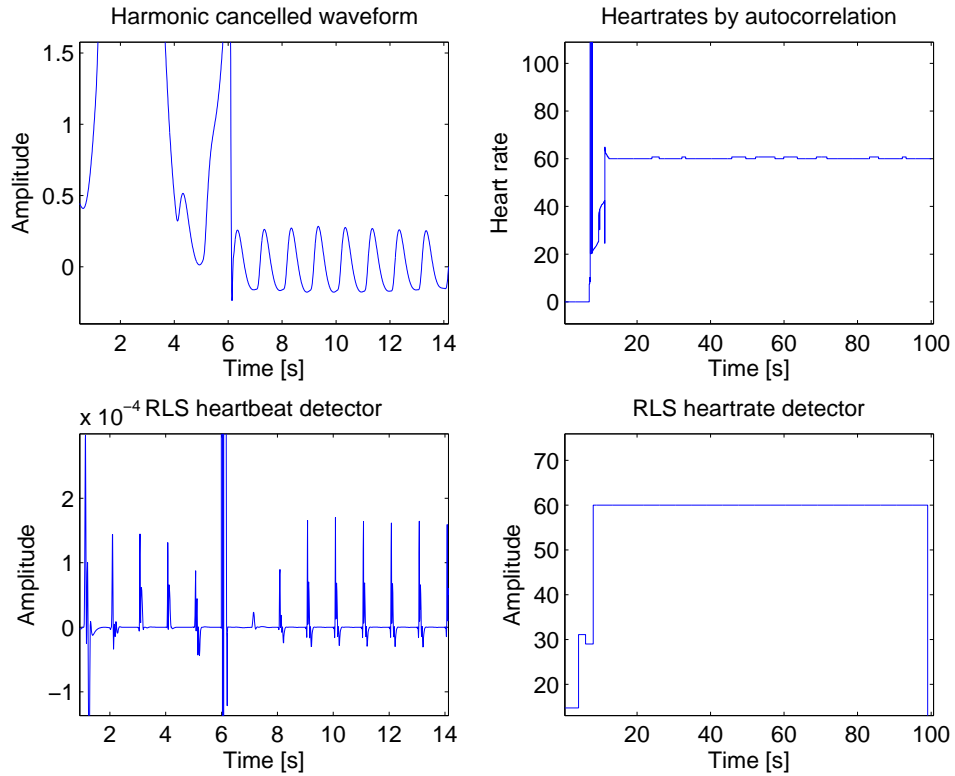 Harmonic cancelled waveform
1.5
1
0.5
0
Amplitude
2 4 6 8 10 12 14
Time [s]
Heartrates by autocorrelation
100
80
60
40
20
0
Heart rate
20 40 60 80 100
Time [s]
x 10⁻⁴ RLS heartbeat detector
2
1
0
−1
Amplitude
2 4 6 8 10 12 14
Time [s]
RLS heartrate detector
70
60
50
40
30
20
Amplitude
20 40 60 80 100
Time [s]